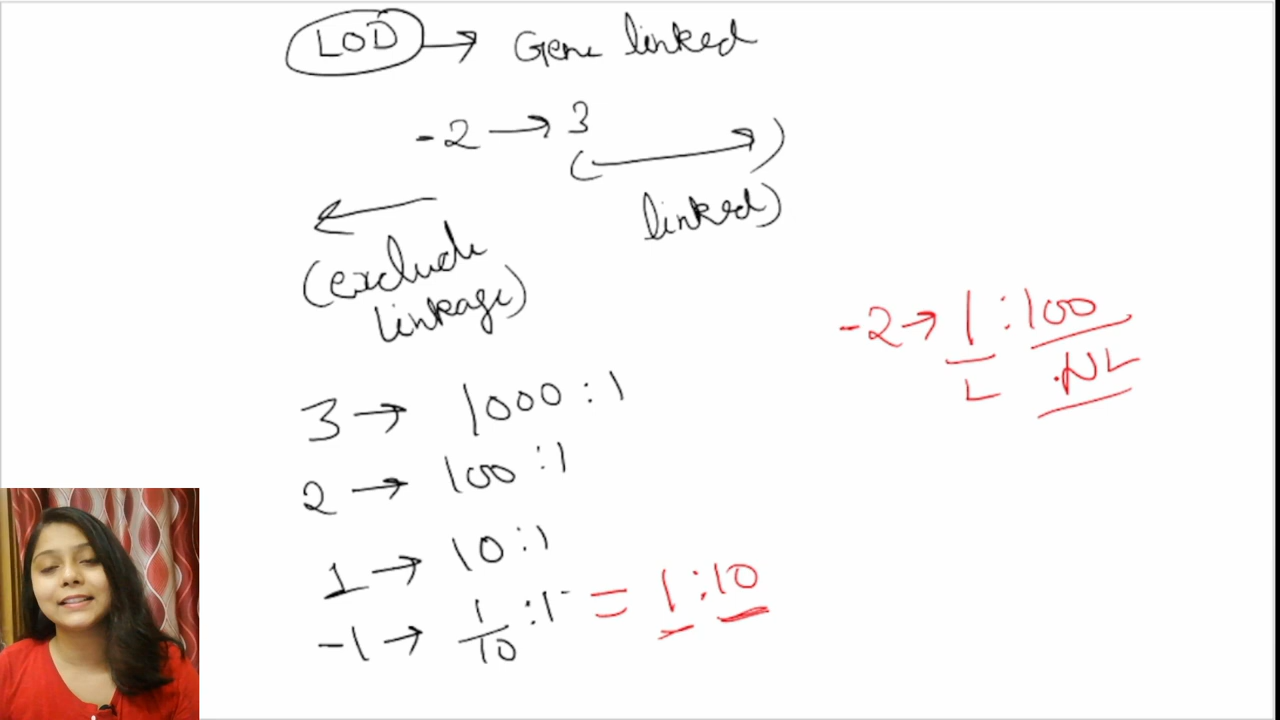 LOD → Gene linked
-2 → 3
(→)
linked)
←
(exclude
linkage)
-2 → 1 : 100
L .NL
3 → 1000 : 1
2 → 100 : 1
1 → 10 : 1
-1 → 1/10 : 1 = 1 : 10